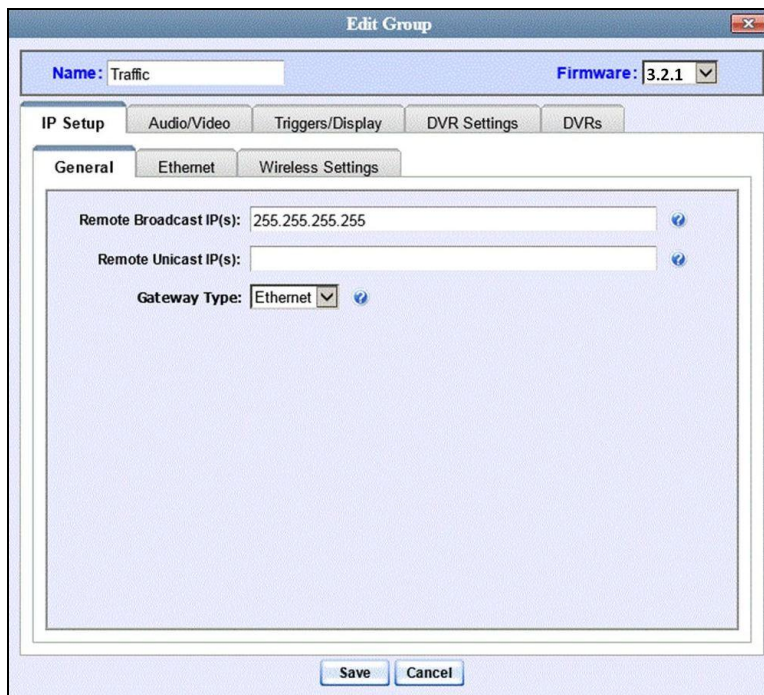 Edit Group
Name: Traffic Firmware: 3.2.1
IP Setup Audio/Video Triggers/Display DVR Settings DVRs
General Ethernet Wireless Settings
Remote Broadcast IP(s): 255.255.255.255
Remote Unicast IP(s):
Gateway Type: Ethernet
Save Cancel